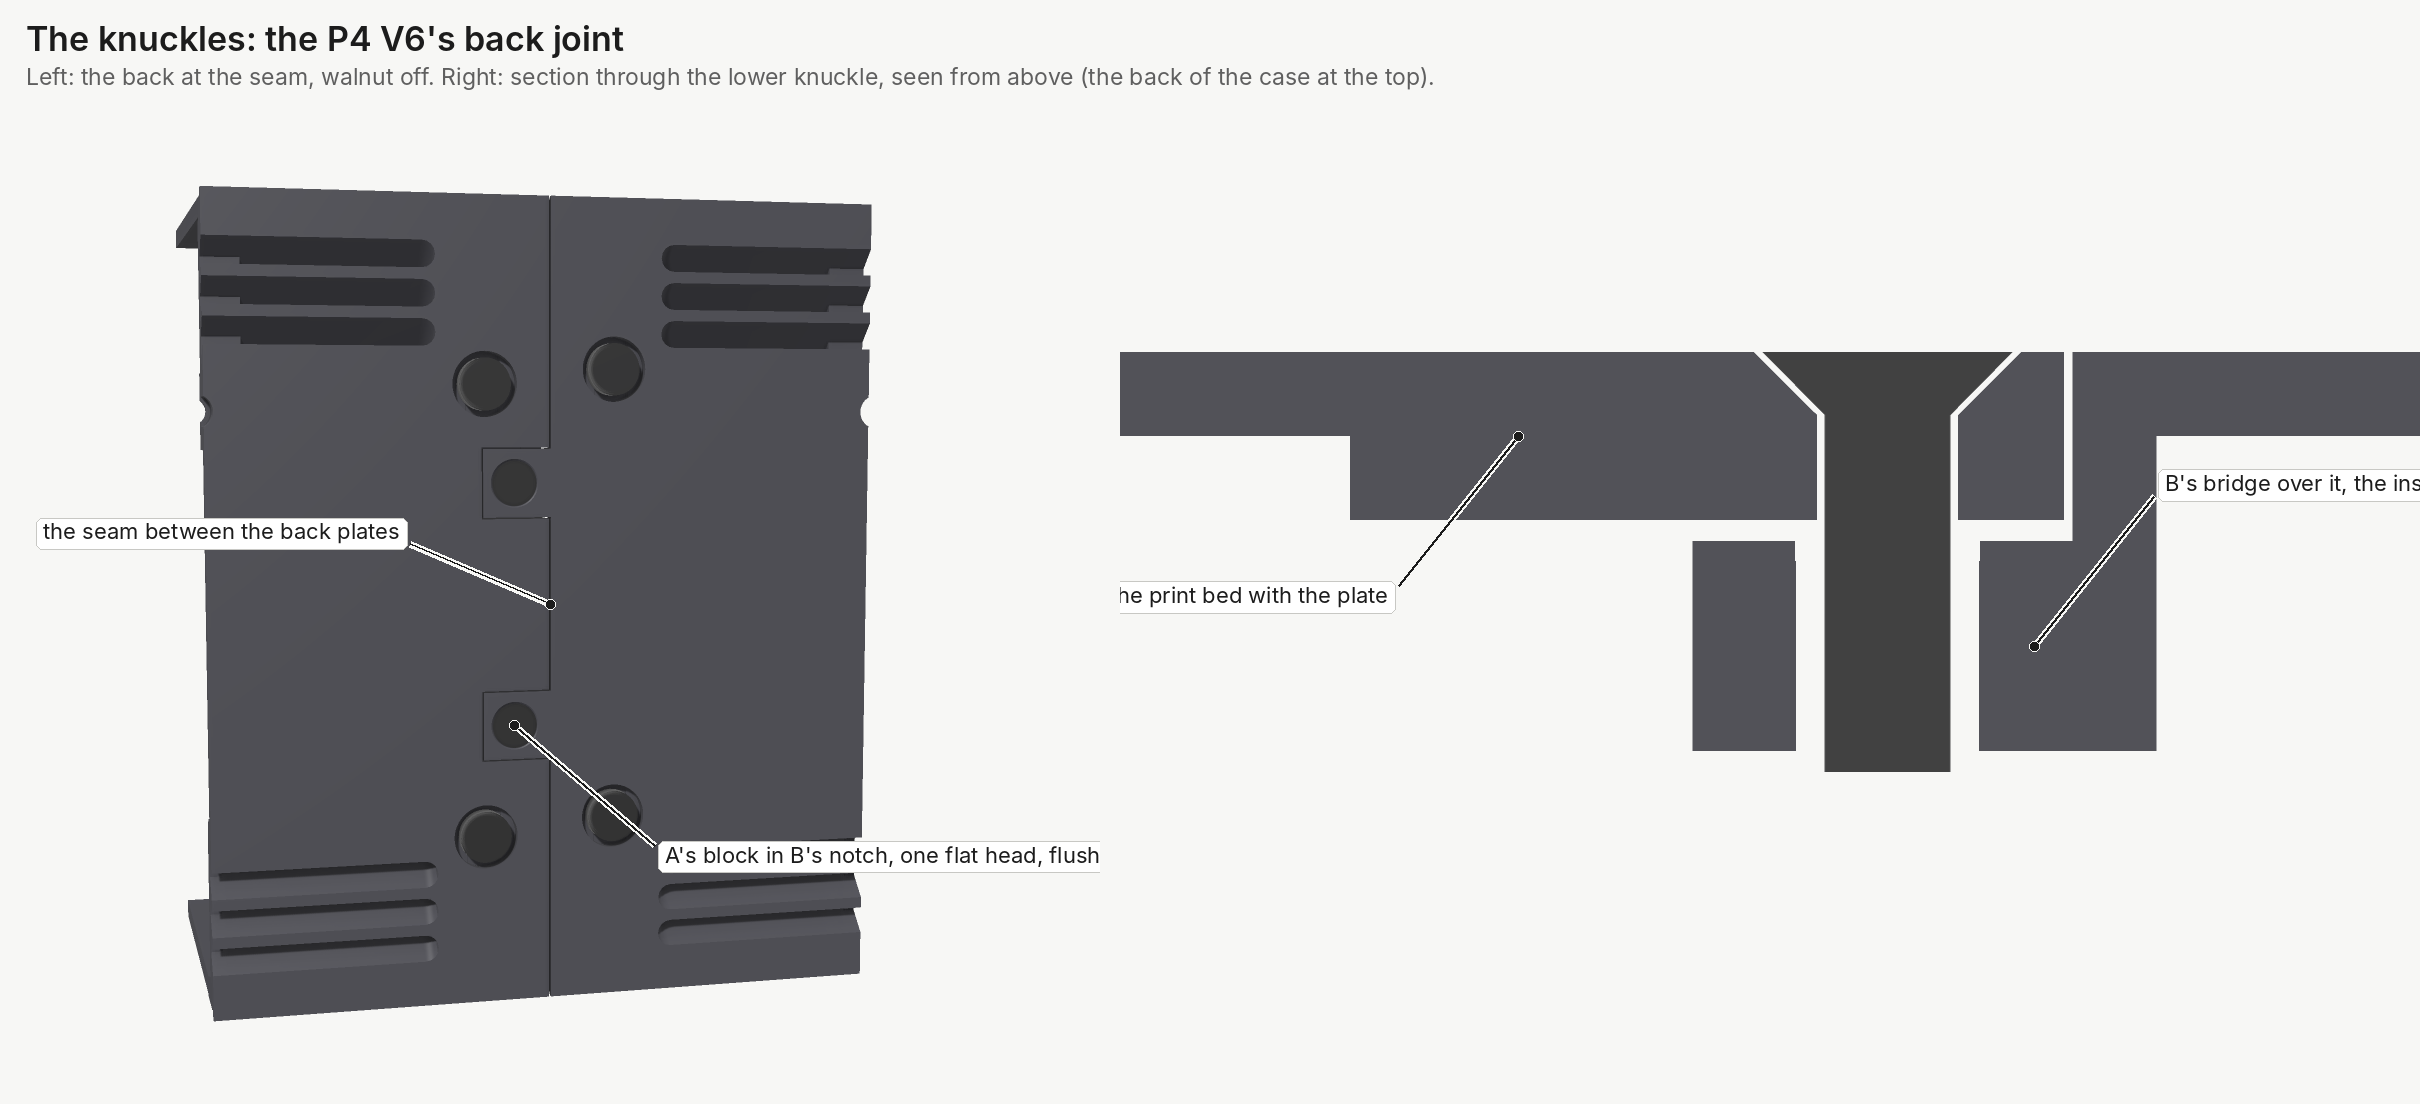 The knuckles: the P4 V6's back joint
Left: the back at the seam, walnut off. Right: section through the lower knuckle, seen from above (the back of the case at the top).
B's bridge over it, the ins
the seam between the back plates
he print bed with the plate
A's block in B's notch, one flat head, flush